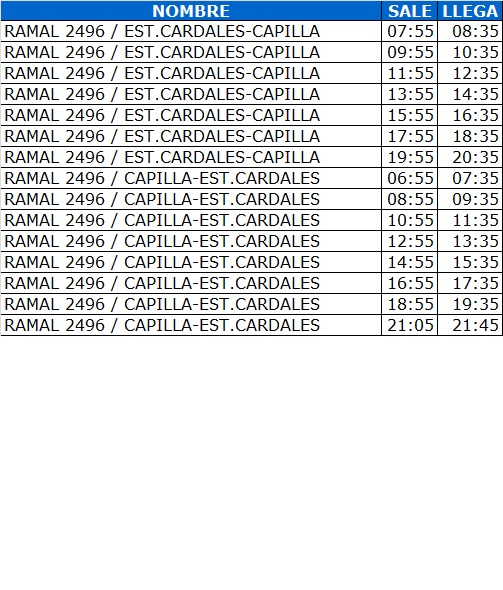 NOMBRE SALE LLEGA
RAMAL 2496 / EST.CARDALES-CAPILLA 07:55 08:35
RAMAL 2496 / EST.CARDALES-CAPILLA 09:55 10:35
RAMAL 2496 / EST.CARDALES-CAPILLA 11:55 12:35
RAMAL 2496 / EST.CARDALES-CAPILLA 13:55 14:35
RAMAL 2496 / EST.CARDALES-CAPILLA 15:55 16:35
RAMAL 2496 / EST.CARDALES-CAPILLA 17:55 18:35
RAMAL 2496 / EST.CARDALES-CAPILLA 19:55 20:35
RAMAL 2496 / CAPILLA-EST.CARDALES 06:55 07:35
RAMAL 2496 / CAPILLA-EST.CARDALES 08:55 09:35
RAMAL 2496 / CAPILLA-EST.CARDALES 10:55 11:35
RAMAL 2496 / CAPILLA-EST.CARDALES 12:55 13:35
RAMAL 2496 / CAPILLA-EST.CARDALES 14:55 15:35
RAMAL 2496 / CAPILLA-EST.CARDALES 16:55 17:35
RAMAL 2496 / CAPILLA-EST.CARDALES 18:55 19:35
RAMAL 2496 / CAPILLA-EST.CARDALES 21:05 21:45